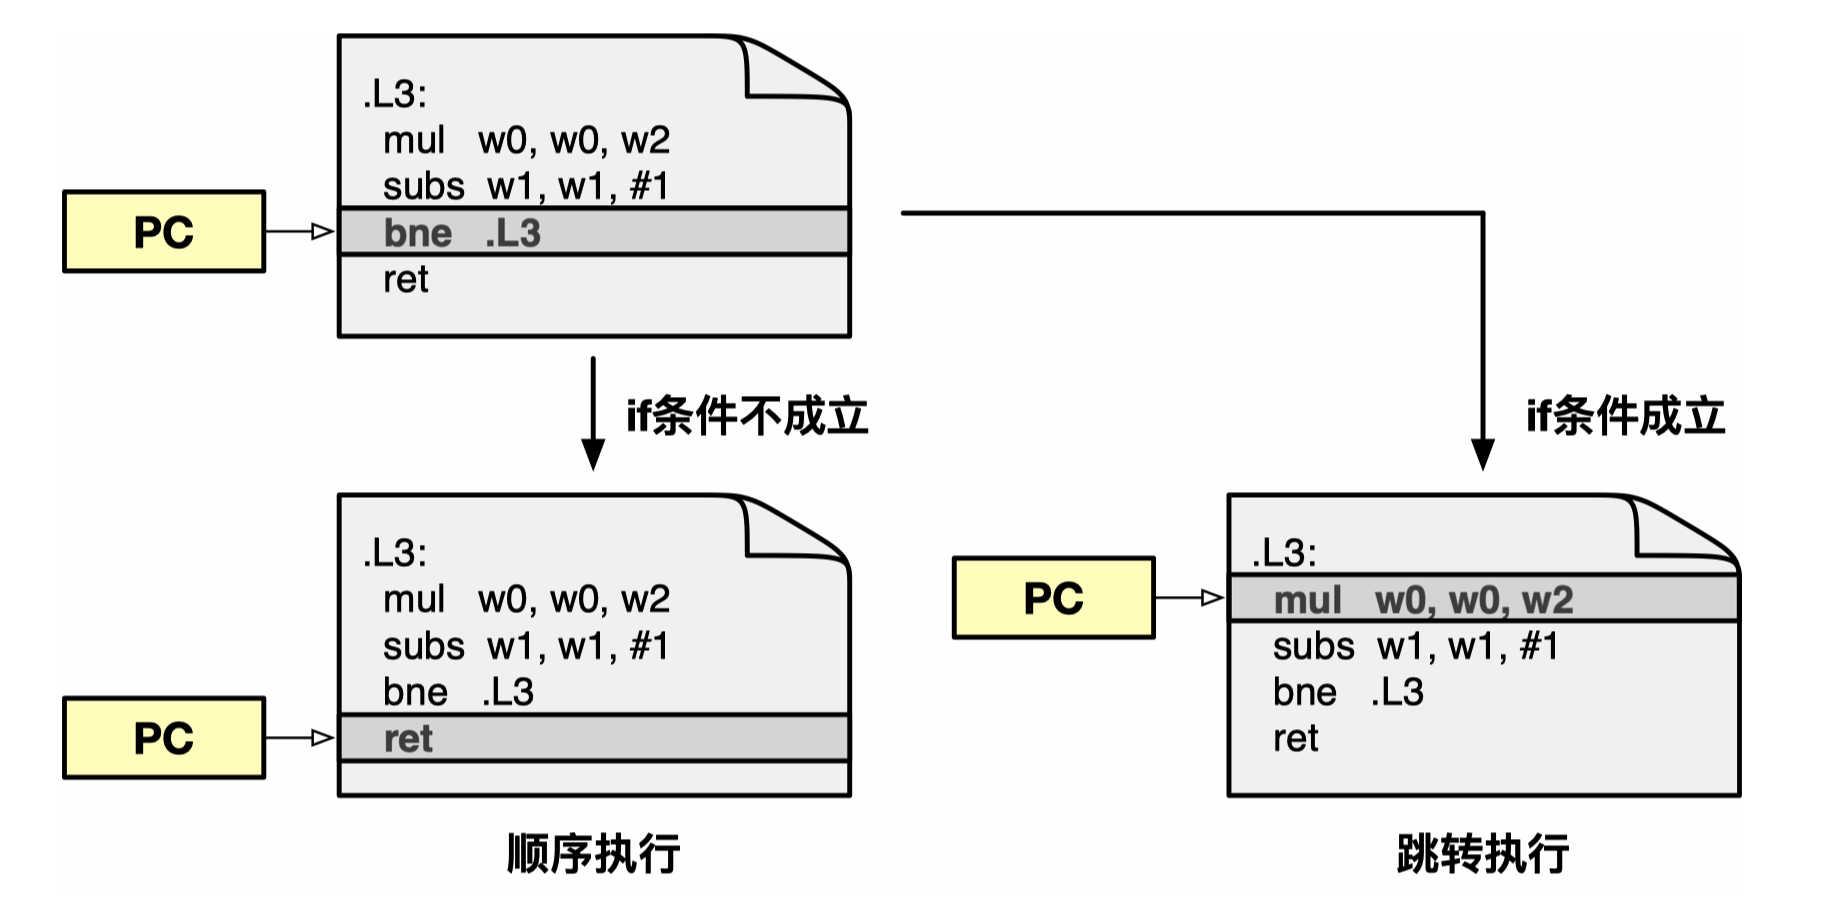 .L3:
mul w0, w0, w2
subs w1, w1, #1
PC
bne .L3
ret
if条件不成立
if条件成立
.L3:
mul w0, w0, w2
subs w1, w1, #1
bne .L3
PC
ret
顺序执行
.L3:
PC
mul w0, w0, w2
subs w1, w1, #1
bne .L3
ret
跳转执行